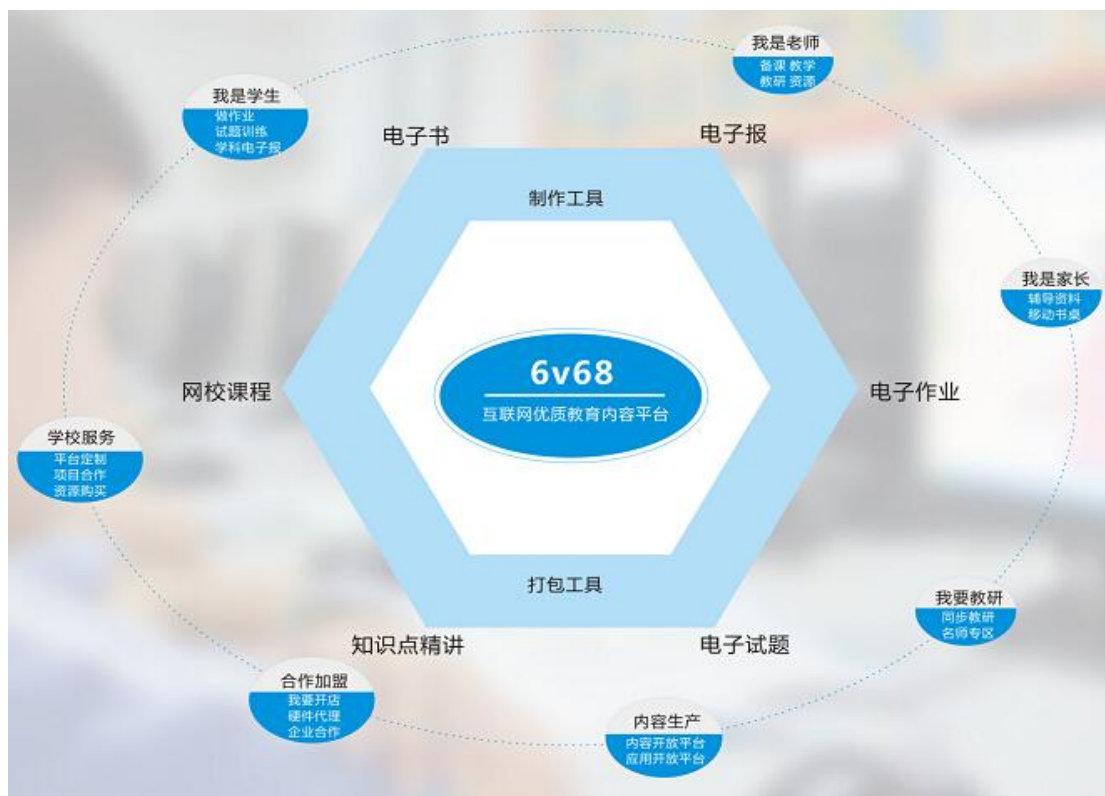 我是老师
备课 教学
教研 资源
我是学生
做作业
试题训练
学科电子报
电子书
电子报
制作工具
我是家长
辅导资料
移动书桌
6v68
互联网优质教育内容平台
网校课程
电子作业
学校服务
平台定制
项目合作
资源购买
打包工具
我要教研
同步教研
名师专区
知识点精讲
电子试题
合作加盟
我要开店
硬件代理
企业合作
内容生产
内容开放平台
应用开放平台